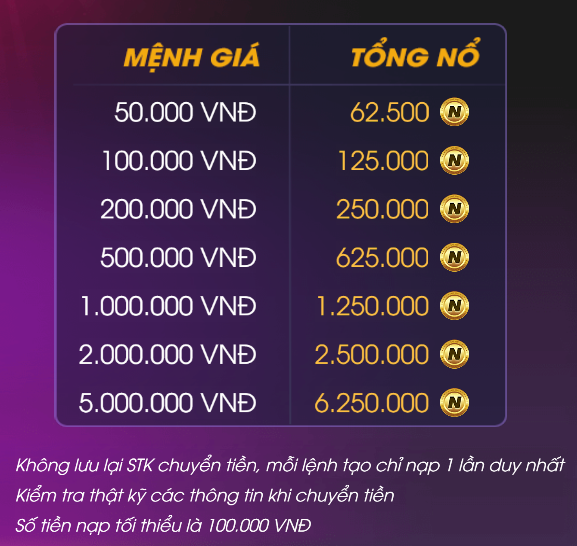 MỆNH GIÁ TỔNG NỔ
50.000 VNĐ 62.500 N
100.000 VNĐ 125.000 N
200.000 VNĐ 250.000 N
500.000 VNĐ 625.000 N
1.000.000 VNĐ 1.250.000 N
2.000.000 VNĐ 2.500.000 N
5.000.000 VNĐ 6.250.000 N
Không lưu lại STK chuyển tiền, mỗi lệnh tạo chỉ nạp 1 lần duy nhất
Kiểm tra thật kỹ các thông tin khi chuyển tiền
Số tiền nạp tối thiểu là 100.000 VNĐ